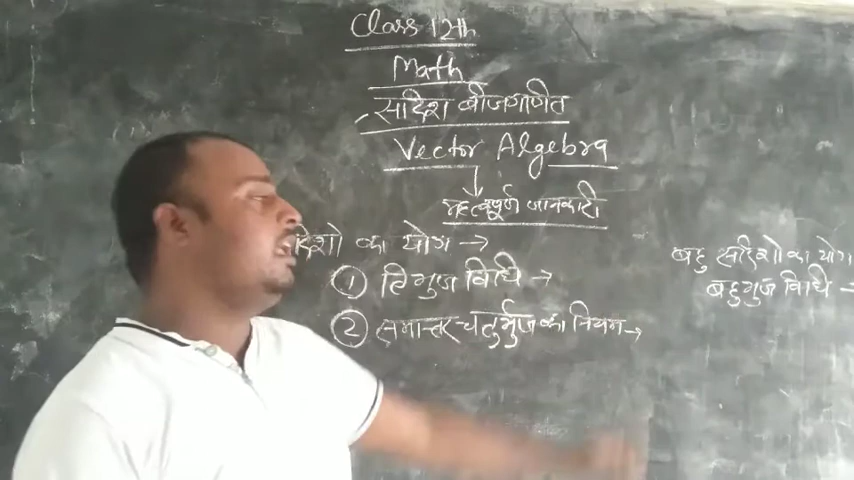 Class 12th
Math
सदिश बीजगणित
Vector Algebra
महत्वपूर्ण जानकारी
दिशो का योग →
① त्रिभुज विधि →
② समान्तर चतुर्भुज का नियम →
बहु सदिशो का योग
बहुभुज विधि →